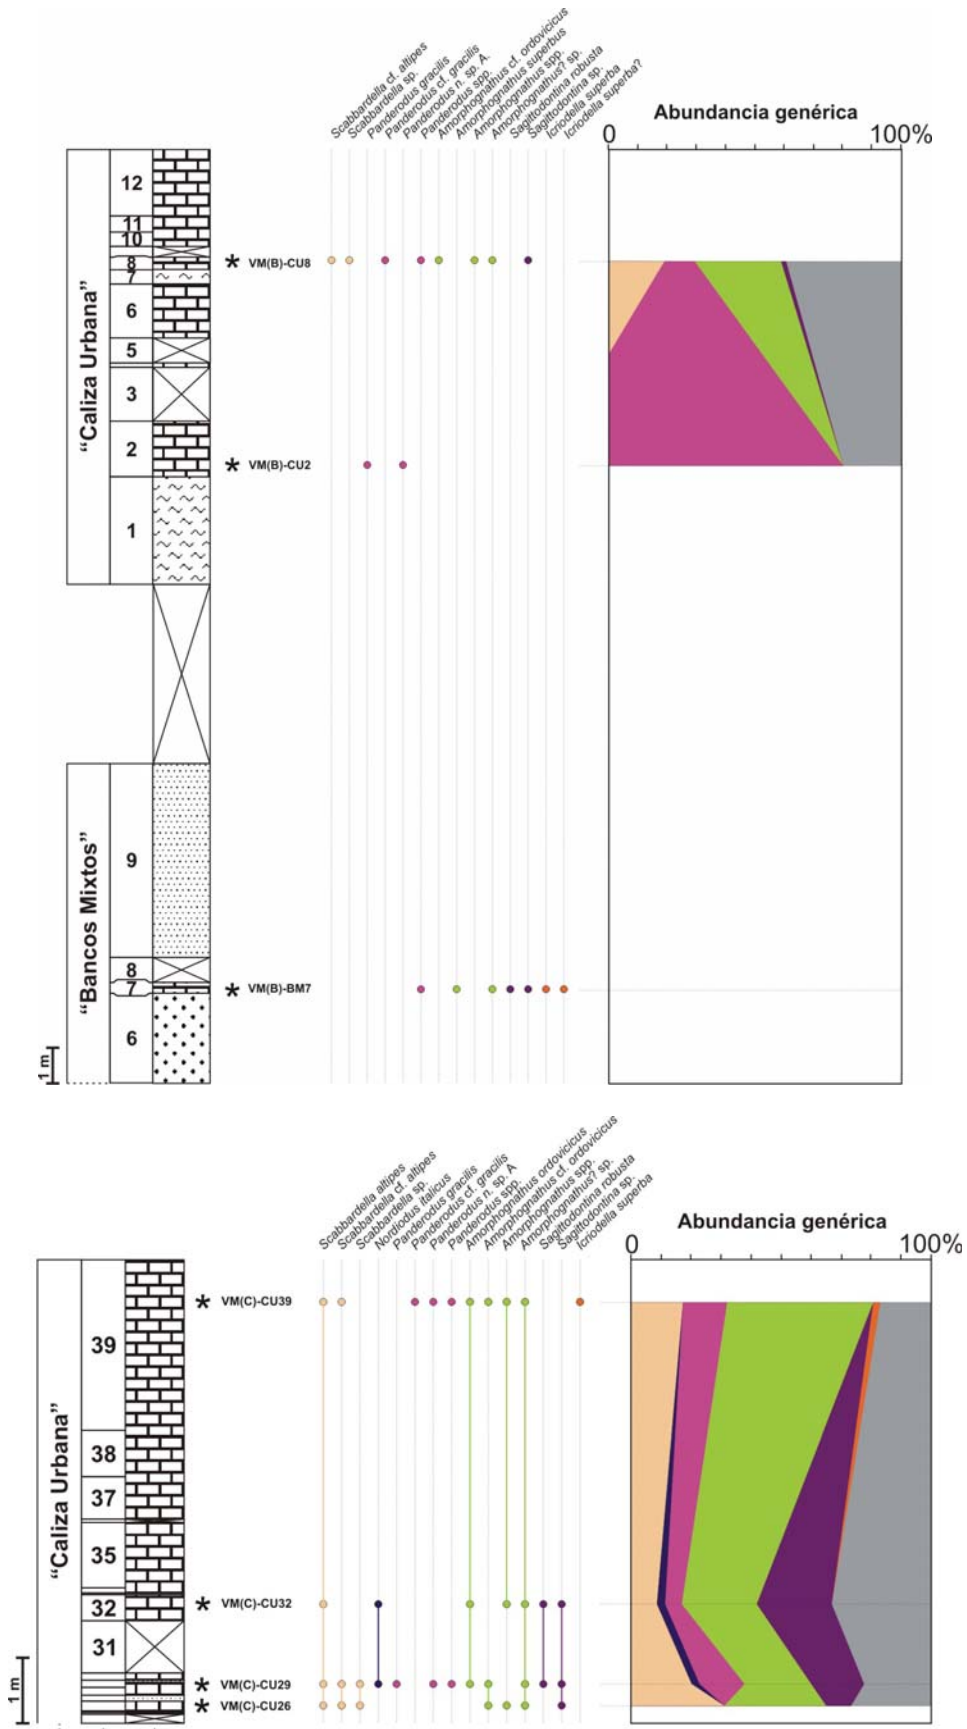 Scabbardella cf. altipes
Scabbardella sp.
Panderodus gracilis
Panderodus cf. gracilis
Panderodus n. sp. A.
Panderodus spp.
Amorphognathus cf. ordovicicus
Amorphognathus superbus
Amorphognathus spp.
Amorphognathus? sp.
Sagittodontina robusta
Sagittodontina sp.
Icriodella superba
Icriodella superba?
Abundancia genérica
0 100%
“Caliza Urbana”
12
11
10
8
7
6
5
3
2
1
VM(B)-CU8
VM(B)-CU2
“Bancos Mixtos”
9
8
7
6
VM(B)-BM7
1 m
Scabbardella altipes
Scabbardella cf. altipes
Scabbardella sp.
Nordiodus italicus
Panderodus gracilis
Panderodus cf. gracilis
Panderodus n. sp. A
Panderodus spp.
Amorphognathus ordovicicus
Amorphognathus cf. ordovicicus
Amorphognathus spp.
Amorphognathus? sp.
Sagittodontina robusta
Sagittodontina sp.
Icriodella superba
Abundancia genérica
0 100%
“Caliza Urbana”
39
38
37
35
32
31
VM(C)-CU39
VM(C)-CU32
VM(C)-CU29
VM(C)-CU26
1 m